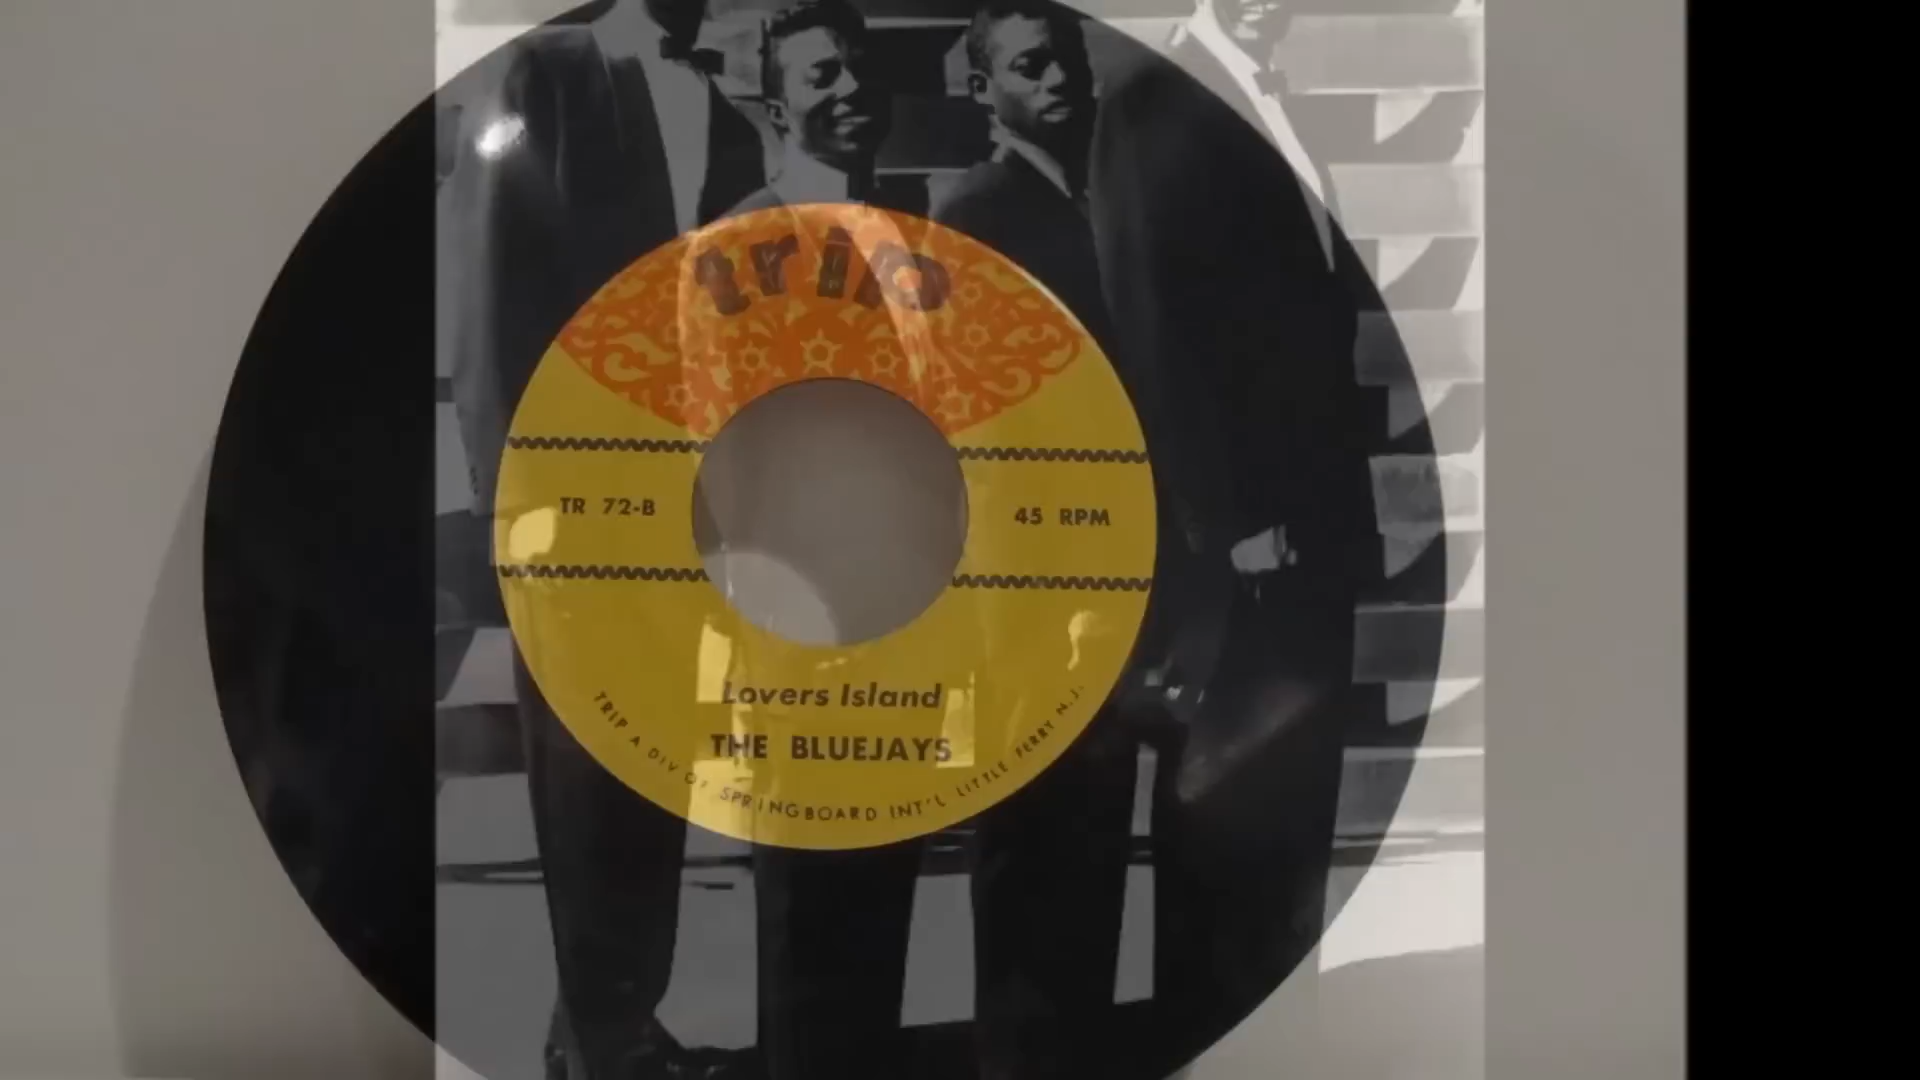 trip
TR 72-B
45 RPM
Lovers Island
THE BLUEJAYS
TRIP A DIV OF SPRINGBOARD INT'L LITTLE FERRY N.J.